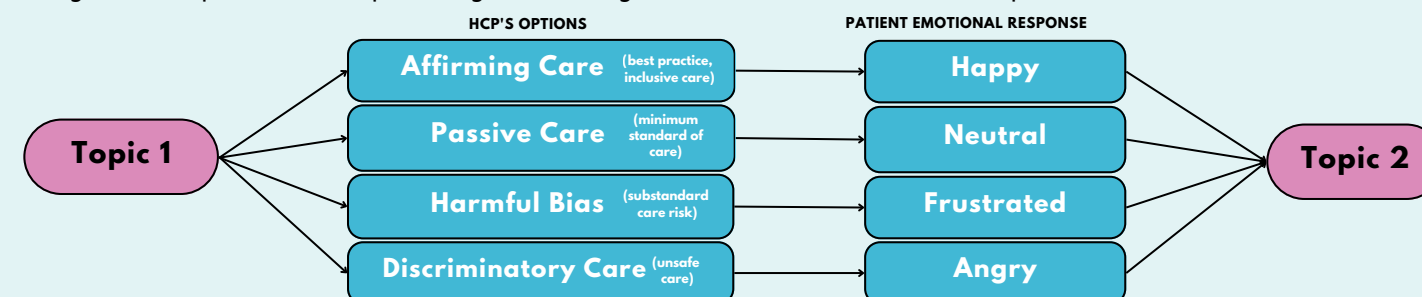 HCP'S OPTIONS
PATIENT EMOTIONAL RESPONSE
Topic 1
Affirming Care
(best practice,
inclusive care)
Happy
Passive Care
(minimum
standard of
care)
Neutral
Harmful Bias
(substandard
care risk)
Frustrated
Discriminatory Care
(unsafe
care)
Angry
Topic 2